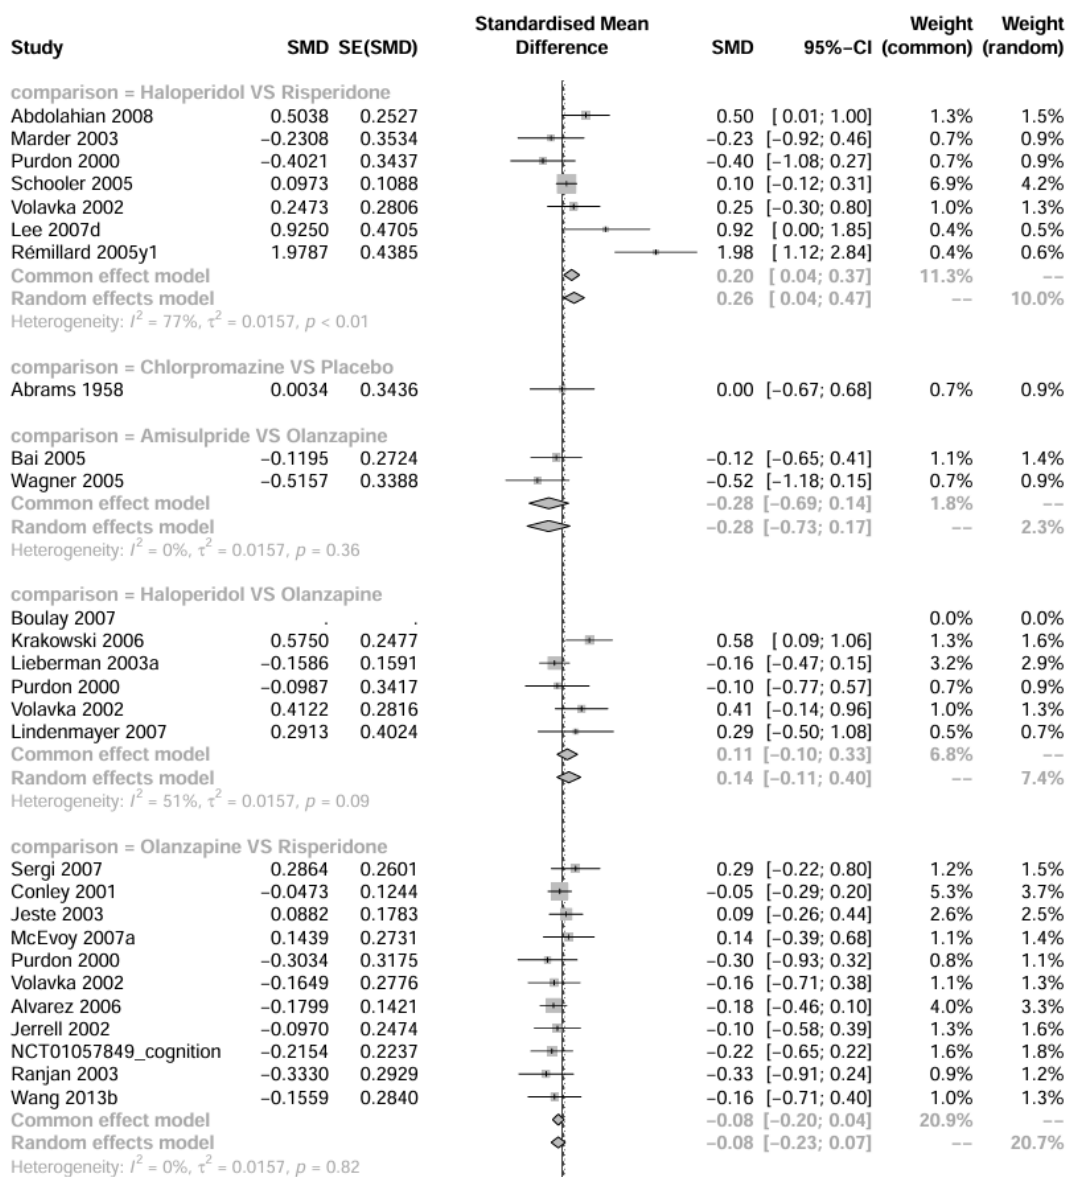 Standardised Mean Weight Weight
Study SMD SE(SMD) Difference SMD 95%−CI (common) (random)
comparison = Haloperidol VS Risperidone
Abdolahian 2008 0.5038 0.2527 0.50 [ 0.01; 1.00] 1.3% 1.5%
Marder 2003 −0.2308 0.3534 −0.23 [−0.92; 0.46] 0.7% 0.9%
Purdon 2000 −0.4021 0.3437 −0.40 [−1.08; 0.27] 0.7% 0.9%
Schooler 2005 0.0973 0.1088 0.10 [−0.12; 0.31] 6.9% 4.2%
Volavka 2002 0.2473 0.2806 0.25 [−0.30; 0.80] 1.0% 1.3%
Lee 2007d 0.9250 0.4705 0.92 [ 0.00; 1.85] 0.4% 0.5%
Rémillard 2005y1 1.9787 0.4385 1.98 [ 1.12; 2.84] 0.4% 0.6%
Common effect model 0.20 [ 0.04; 0.37] 11.3% −−
Random effects model 0.26 [ 0.04; 0.47] −− 10.0%
Heterogeneity: I² = 77%, τ² = 0.0157, p < 0.01
comparison = Chlorpromazine VS Placebo
Abrams 1958 0.0034 0.3436 0.00 [−0.67; 0.68] 0.7% 0.9%
comparison = Amisulpride VS Olanzapine
Bai 2005 −0.1195 0.2724 −0.12 [−0.65; 0.41] 1.1% 1.4%
Wagner 2005 −0.5157 0.3388 −0.52 [−1.18; 0.15] 0.7% 0.9%
Common effect model −0.28 [−0.69; 0.14] 1.8% −−
Random effects model −0.28 [−0.73; 0.17] −− 2.3%
Heterogeneity: I² = 0%, τ² = 0.0157, p = 0.36
comparison = Haloperidol VS Olanzapine
Boulay 2007 . . 0.0% 0.0%
Krakowski 2006 0.5750 0.2477 0.58 [ 0.09; 1.06] 1.3% 1.6%
Lieberman 2003a −0.1586 0.1591 −0.16 [−0.47; 0.15] 3.2% 2.9%
Purdon 2000 −0.0987 0.3417 −0.10 [−0.77; 0.57] 0.7% 0.9%
Volavka 2002 0.4122 0.2816 0.41 [−0.14; 0.96] 1.0% 1.3%
Lindenmayer 2007 0.2913 0.4024 0.29 [−0.50; 1.08] 0.5% 0.7%
Common effect model 0.11 [−0.10; 0.33] 6.8% −−
Random effects model 0.14 [−0.11; 0.40] −− 7.4%
Heterogeneity: I² = 51%, τ² = 0.0157, p = 0.09
comparison = Olanzapine VS Risperidone
Sergi 2007 0.2864 0.2601 0.29 [−0.22; 0.80] 1.2% 1.5%
Conley 2001 −0.0473 0.1244 −0.05 [−0.29; 0.20] 5.3% 3.7%
Jeste 2003 0.0882 0.1783 0.09 [−0.26; 0.44] 2.6% 2.5%
McEvoy 2007a 0.1439 0.2731 0.14 [−0.39; 0.68] 1.1% 1.4%
Purdon 2000 −0.3034 0.3175 −0.30 [−0.93; 0.32] 0.8% 1.1%
Volavka 2002 −0.1649 0.2776 −0.16 [−0.71; 0.38] 1.1% 1.3%
Alvarez 2006 −0.1799 0.1421 −0.18 [−0.46; 0.10] 4.0% 3.3%
Jerrell 2002 −0.0970 0.2474 −0.10 [−0.58; 0.39] 1.3% 1.6%
NCT01057849_cognition −0.2154 0.2237 −0.22 [−0.65; 0.22] 1.6% 1.8%
Ranjan 2003 −0.3330 0.2929 −0.33 [−0.91; 0.24] 0.9% 1.2%
Wang 2013b −0.1559 0.2840 −0.16 [−0.71; 0.40] 1.0% 1.3%
Common effect model −0.08 [−0.20; 0.04] 20.9% −−
Random effects model −0.08 [−0.23; 0.07] −− 20.7%
Heterogeneity: I² = 0%, τ² = 0.0157, p = 0.82